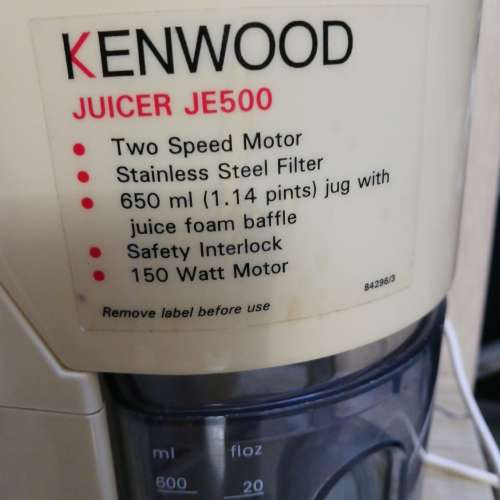 KENWOOD
JUICER JE500
• Two Speed Motor
• Stainless Steel Filter
• 650 ml (1.14 pints) jug with
juice foam baffle
• Safety Interlock
• 150 Watt Motor
84296/3
Remove label before use
ml floz
600 20